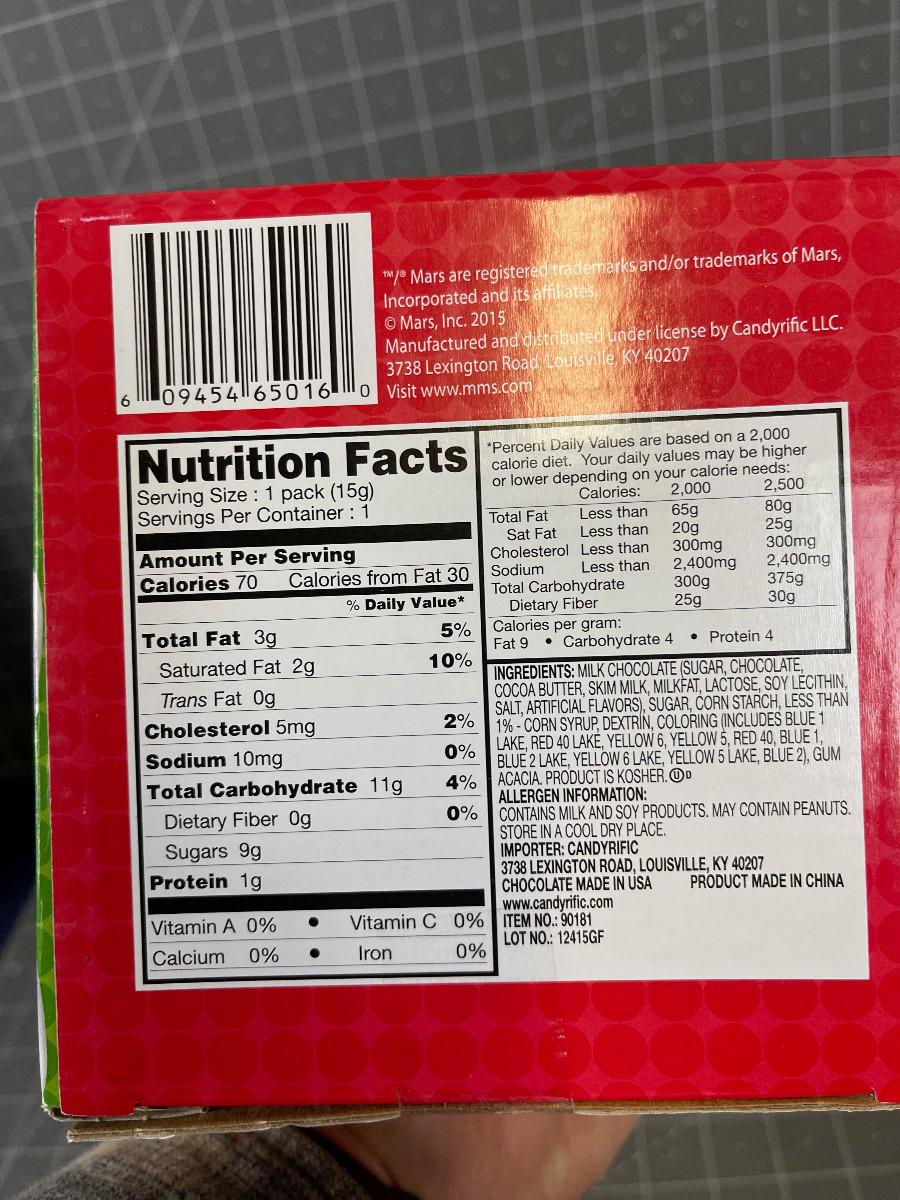 6 09454 65016 0
™/® Mars are registered trademarks and/or trademarks of Mars,
Incorporated and its affiliates.
© Mars, Inc. 2015
Manufactured and distributed under license by Candyrific LLC.
3738 Lexington Road, Louisville, KY 40207
Visit www.mms.com
Nutrition Facts
Serving Size : 1 pack (15g)
Servings Per Container : 1
Amount Per Serving
Calories 70 Calories from Fat 30
% Daily Value*
Total Fat 3g 5%
Saturated Fat 2g 10%
Trans Fat 0g
Cholesterol 5mg 2%
Sodium 10mg 0%
Total Carbohydrate 11g 4%
Dietary Fiber 0g 0%
Sugars 9g
Protein 1g
Vitamin A 0% • Vitamin C 0%
Calcium 0% • Iron 0%
*Percent Daily Values are based on a 2,000
calorie diet. Your daily values may be higher
or lower depending on your calorie needs:
Calories: 2,000 2,500
Total Fat Less than 65g 80g
Sat Fat Less than 20g 25g
Cholesterol Less than 300mg 300mg
Sodium Less than 2,400mg 2,400mg
Total Carbohydrate 300g 375g
Dietary Fiber 25g 30g
Calories per gram:
Fat 9 • Carbohydrate 4 • Protein 4
INGREDIENTS: MILK CHOCOLATE (SUGAR, CHOCOLATE,
COCOA BUTTER, SKIM MILK, MILKFAT, LACTOSE, SOY LECITHIN,
SALT, ARTIFICIAL FLAVORS), SUGAR, CORN STARCH, LESS THAN
1% - CORN SYRUP, DEXTRIN, COLORING (INCLUDES BLUE 1
LAKE, RED 40 LAKE, YELLOW 6, YELLOW 5, RED 40, BLUE 1,
BLUE 2 LAKE, YELLOW 6 LAKE, YELLOW 5 LAKE, BLUE 2), GUM
ACACIA. PRODUCT IS KOSHER. Ⓤ D
ALLERGEN INFORMATION:
CONTAINS MILK AND SOY PRODUCTS. MAY CONTAIN PEANUTS.
STORE IN A COOL DRY PLACE.
IMPORTER: CANDYRIFIC
3738 LEXINGTON ROAD, LOUISVILLE, KY 40207
CHOCOLATE MADE IN USA PRODUCT MADE IN CHINA
www.candyrific.com
ITEM NO.: 90181
LOT NO.: 12415GF